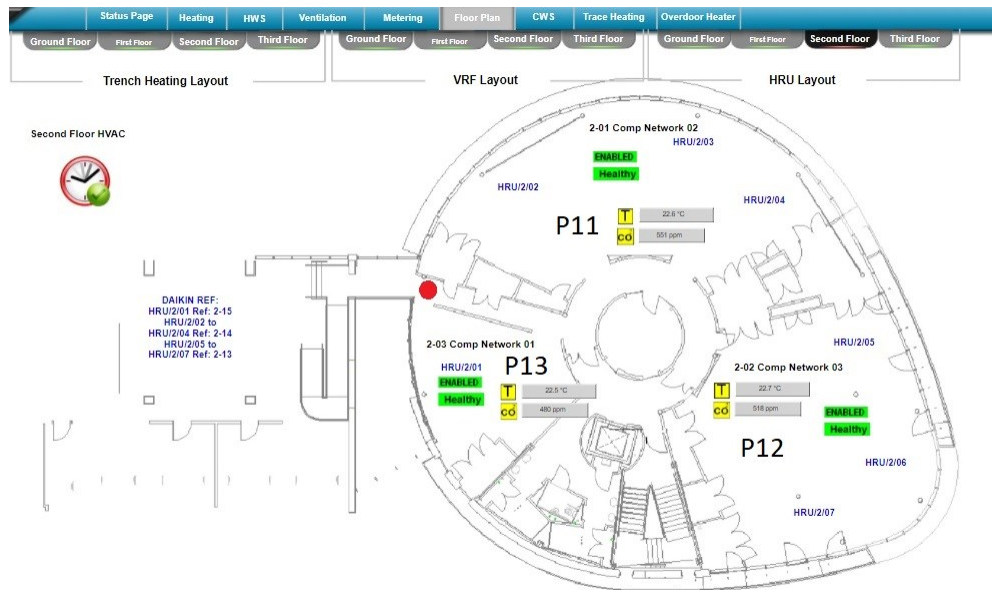 Status Page
Heating
HWS
Ventilation
Metering
Floor Plan
CWS
Trace Heating
Overdoor Heater
Ground Floor
First Floor
Second Floor
Third Floor
Ground Floor
First Floor
Second Floor
Third Floor
Ground Floor
First Floor
Second Floor
Third Floor
Trench Heating Layout
VRF Layout
HRU Layout
Second Floor HVAC
2-01 Comp Network 02
HRU/2/03
ENABLED
Healthy
HRU/2/02
HRU/2/04
P11
T
22.6 °C
CO
551 ppm
DAIKIN REF:
HRU/2/01 Ref: 2-15
HRU/2/02 to
HRU/2/04 Ref: 2-14
HRU/2/05 to
HRU/2/07 Ref: 2-13
2-03 Comp Network 01
HRU/2/01
P13
ENABLED
Healthy
T
22.5 °C
CO
480 ppm
HRU/2/05
2-02 Comp Network 03
T
22.7 °C
CO
518 ppm
ENABLED
Healthy
P12
HRU/2/06
HRU/2/07